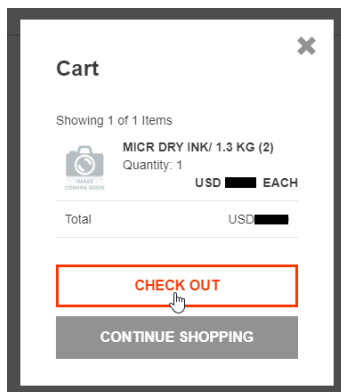 Cart
Showing 1 of 1 Items
MICR DRY INK/ 1.3 KG (2)
Quantity: 1
USD EACH
IMAGE
COMING SOON
Total USD
CHECK OUT
CONTINUE SHOPPING